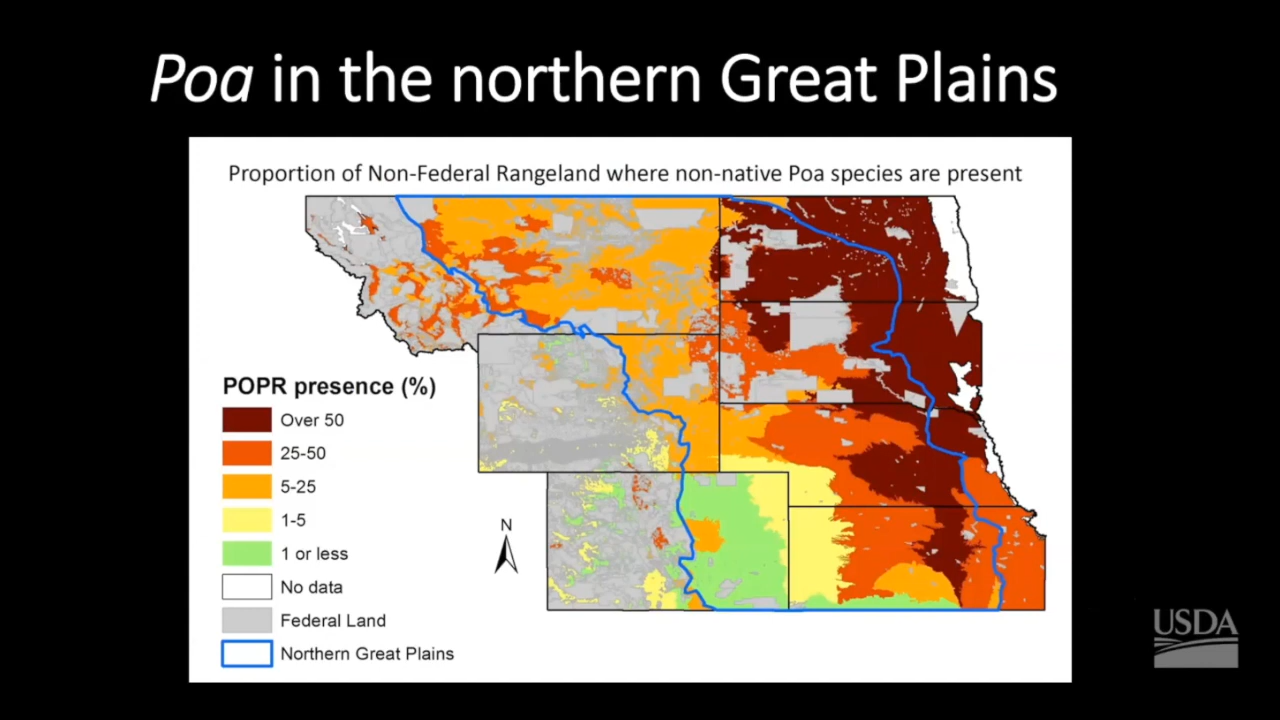 Poa in the northern Great Plains
Proportion of Non-Federal Rangeland where non-native Poa species are present
POPR presence (%)
Over 50
25-50
5-25
1-5
1 or less
No data
Federal Land
Northern Great Plains
N
USDA